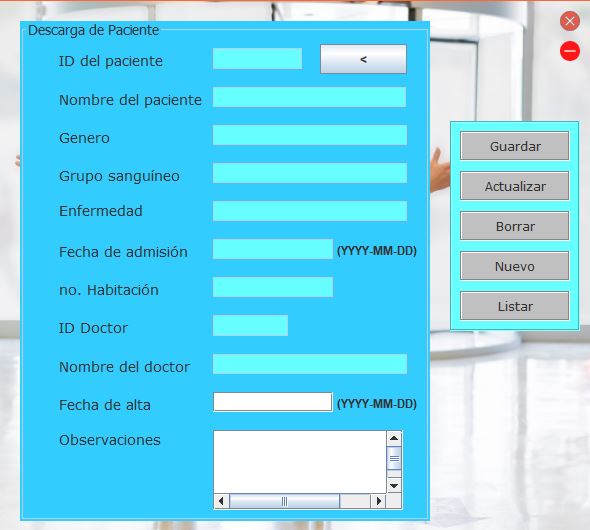 Descarga de Paciente
ID del paciente
<
Nombre del paciente
Genero
Grupo sanguíneo
Enfermedad
Fecha de admisión (YYYY-MM-DD)
no. Habitación
ID Doctor
Nombre del doctor
Fecha de alta (YYYY-MM-DD)
Observaciones
Guardar
Actualizar
Borrar
Nuevo
Listar